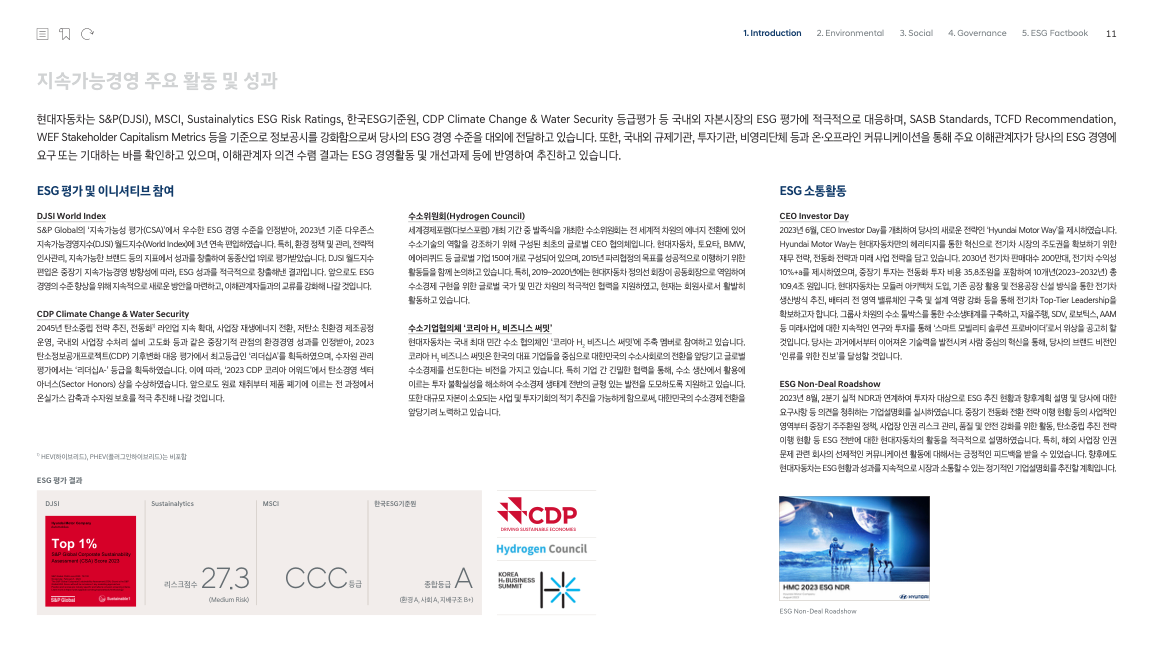 1. Introduction 2. Environmental 3. Social 4. Governance 5. ESG Factbook 11
지속가능경영 주요 활동 및 성과
현대자동차는 S&P(DJSI), MSCI, Sustainalytics ESG Risk Ratings, 한국ESG기준원, CDP Climate Change & Water Security 등급평가 등 국내외 자본시장의 ESG 평가에 적극적으로 대응하며, SASB Standards, TCFD Recommendation,
WEF Stakeholder Capitalism Metrics 등을 기준으로 정보공시를 강화함으로써 당사의 ESG 경영 수준을 대외에 전달하고 있습니다. 또한, 국내외 규제기관, 투자기관, 비영리단체 등과 온·오프라인 커뮤니케이션을 통해 주요 이해관계자가 당사의 ESG 경영에
요구 또는 기대하는 바를 확인하고 있으며, 이해관계자 의견 수렴 결과는 ESG 경영활동 및 개선과제 등에 반영하여 추진하고 있습니다.
ESG 평가 및 이니셔티브 참여
DJSI World Index
S&P Global의 '지속가능성 평가(CSA)'에서 우수한 ESG 경영 수준을 인정받아, 2023년 기준 다우존스
지속가능경영지수(DJSI) 월드지수(World Index)에 3년 연속 편입하였습니다. 특히, 환경 정책 및 관리, 전략적
인사관리, 지속가능한 브랜드 등의 지표에서 성과를 창출하여 동종산업 1위로 평가받았습니다. DJSI 월드지수
편입은 중장기 지속가능경영 방향성에 따라, ESG 성과를 적극적으로 창출해낸 결과입니다. 앞으로도 ESG
경영의 수준 향상을 위해 지속적으로 새로운 방안을 마련하고, 이해관계자들과의 교류를 강화해 나갈 것입니다.
CDP Climate Change & Water Security
2045년 탄소중립 전략 추진, 전동화¹⁾ 라인업 지속 확대, 사업장 재생에너지 전환, 저탄소 친환경 제조공정
운영, 국내외 사업장 수처리 설비 고도화 등과 같은 중장기적 관점의 환경경영 성과를 인정받아, 2023
탄소정보공개프로젝트(CDP) 기후변화 대응 평가에서 최고등급인 '리더십A'를 획득하였으며, 수자원 관리
평가에서는 '리더십A-' 등급을 획득하였습니다. 이에 따라, '2023 CDP 코리아 어워드'에서 탄소경영 섹터
아너스(Sector Honors) 상을 수상하였습니다. 앞으로도 원료 채취부터 제품 폐기에 이르는 전 과정에서
온실가스 감축과 수자원 보호를 적극 추진해 나갈 것입니다.
¹⁾ HEV(하이브리드), PHEV(플러그인하이브리드)는 비포함
수소위원회(Hydrogen Council)
세계경제포럼(다보스포럼) 개최 기간 중 발족식을 개최한 수소위원회는 전 세계적 차원의 에너지 전환에 있어
수소기술의 역할을 강조하기 위해 구성된 최초의 글로벌 CEO 협의체입니다. 현대자동차, 토요타, BMW,
에어리퀴드 등 글로벌 기업 150여 개로 구성되어 있으며, 2015년 파리협정의 목표를 성공적으로 이행하기 위한
활동들을 함께 논의하고 있습니다. 특히, 2019~2020년에는 현대자동차 정의선 회장이 공동회장으로 역임하여
수소경제 구현을 위한 글로벌 국가 및 민간 차원의 적극적인 협력을 지원하였고, 현재는 회원사로서 활발히
활동하고 있습니다.
수소기업협의체 '코리아 H₂ 비즈니스 써밋'
현대자동차는 국내 최대 민간 수소 협의체인 '코리아 H₂ 비즈니스 써밋'에 주축 멤버로 참여하고 있습니다.
코리아 H₂ 비즈니스 써밋은 한국의 대표 기업들을 중심으로 대한민국의 수소사회로의 전환을 앞당기고 글로벌
수소경제를 선도한다는 비전을 가지고 있습니다. 특히 기업 간 긴밀한 협력을 통해, 수소 생산에서 활용에
이르는 투자 불확실성을 해소하여 수소경제 생태계 전반의 균형 있는 발전을 도모하도록 지원하고 있습니다.
또한 대규모 자본이 소요되는 사업 및 투자기회의 적기 추진을 가능하게 함으로써, 대한민국의 수소경제 전환을
앞당기려 노력하고 있습니다.
ESG 소통활동
CEO Investor Day
2023년 6월, CEO Investor Day를 개최하여 당사의 새로운 전략인 'Hyundai Motor Way'을 제시하였습니다.
Hyundai Motor Way는 현대자동차만의 헤리티지를 통한 혁신으로 전기차 시장의 주도권을 확보하기 위한
재무 전략, 전동화 전략과 미래 사업 전략을 담고 있습니다. 2030년 전기차 판매대수 200만대, 전기차 수익성
10%+a를 제시하였으며, 중장기 투자는 전동화 투자 비용 35.8조원을 포함하여 10개년(2023~2032년) 총
109.4조 원입니다. 현대자동차는 모듈러 아키텍처 도입, 기존 공장 활용 및 전용공장 신설 방식을 통한 전기차
생산방식 추진, 배터리 전 영역 밸류체인 구축 및 설계 역량 강화 등을 통해 전기차 Top-Tier Leadership을
확보하고자 합니다. 그룹사 차원의 수소 툴박스를 통한 수소생태계를 구축하고, 자율주행, SDV, 로보틱스, AAM
등 미래사업에 대한 지속적인 연구와 투자를 통해 '스마트 모빌리티 솔루션 프로바이더'로서 위상을 공고히 할
것입니다. 당사는 과거에서부터 이어져온 기술력을 발전시켜 사람 중심의 혁신을 통해, 당사의 브랜드 비전인
'인류를 위한 진보'를 달성할 것입니다.
ESG Non-Deal Roadshow
2023년 8월, 2분기 실적 NDR과 연계하여 투자자 대상으로 ESG 추진 현황과 향후계획 설명 및 당사에 대한
요구사항 등 의견을 청취하는 기업설명회를 실시하였습니다. 중장기 전동화 전환 전략 이행 현황 등의 사업적인
영역부터 중장기 주주환원 정책, 사업장 인권 리스크 관리, 품질 및 안전 강화를 위한 활동, 탄소중립 추진 전략
이행 현황 등 ESG 전반에 대한 현대자동차의 활동을 적극적으로 설명하였습니다. 특히, 해외 사업장 인권
문제 관련 회사의 선제적인 커뮤니케이션 활동에 대해서는 긍정적인 피드백을 받을 수 있었습니다. 향후에도
현대자동차는 ESG 현황과 성과를 지속적으로 시장과 소통할 수 있는 정기적인 기업설명회를 추진할 계획입니다.
ESG 평가 결과
DJSI
Top 1%
S&P Global Corporate Sustainability
Assessment (CSA) Score 2023
S&P Global Sustainable1
Sustainalytics
리스크점수 27.3
(Medium Risk)
MSCI
CCC등급
한국ESG기준원
종합등급 A
(환경 A, 사회 A, 지배구조 B+)
CDP
DRIVING SUSTAINABLE ECONOMIES
Hydrogen Council
KOREA
H₂ BUSINESS
SUMMIT
HMC 2023 ESG NDR
HYUNDAI
ESG Non-Deal Roadshow